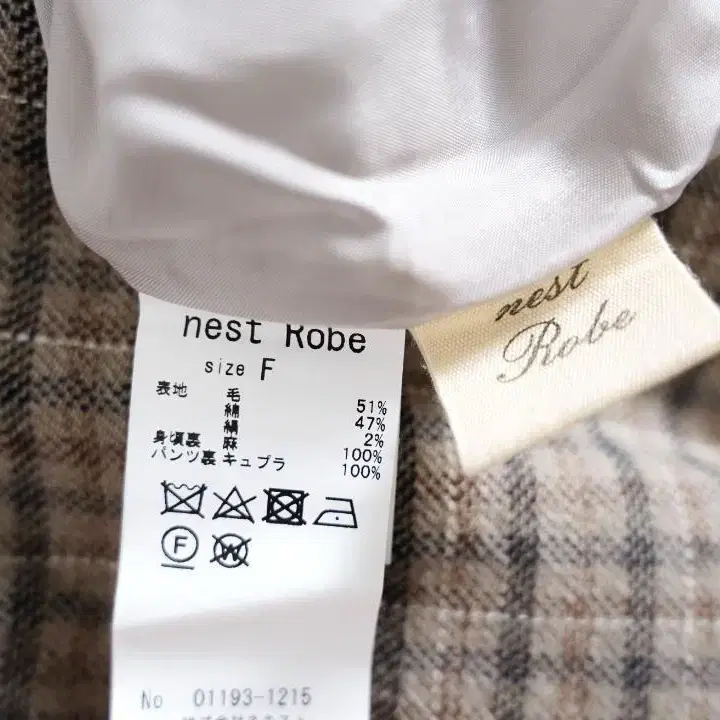 nest Robe
size F
表地 毛 51%
綿 47%
絹 2%
身頃裏 麻 100%
パンツ裏 キュプラ 100%
F
W
No 01193-1215
nest
Robe